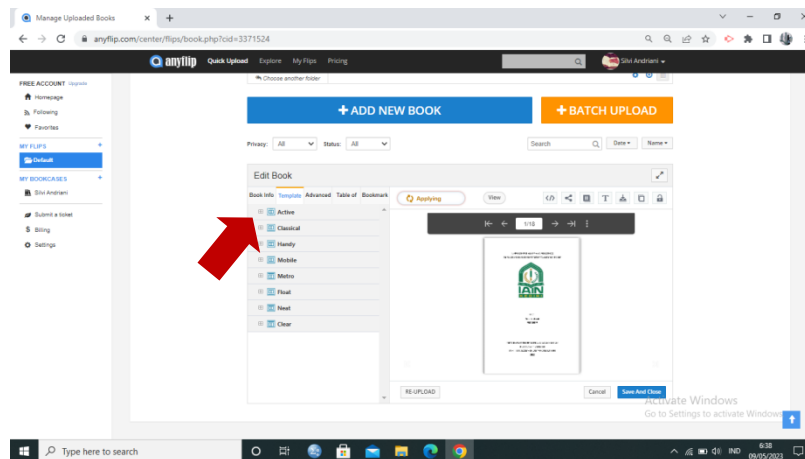 Manage Uploaded Books
anyflip.com/center/flips/book.php?cid=3371524
anyflip Quick Upload Explore My Flips Pricing Silvi Andriani
FREE ACCOUNT Upgrade
Homepage
Following
Favorites
MY FLIPS +
Default
MY BOOKCASES +
Silvi Andriani
Submit a ticket
$ Billing
Settings
Choose another folder
+ ADD NEW BOOK
+ BATCH UPLOAD
Privacy: All Status: All Search Date Name
Edit Book
Book Info Template Advanced Table of Bookmark
Active
Classical
Handy
Mobile
Metro
Float
Neat
Clear
Applying View
1/18
IAIN
RE-UPLOAD Cancel Save And Close
Activate Windows
Go to Settings to activate Windows
Type here to search
IND
6:38
09/05/2023